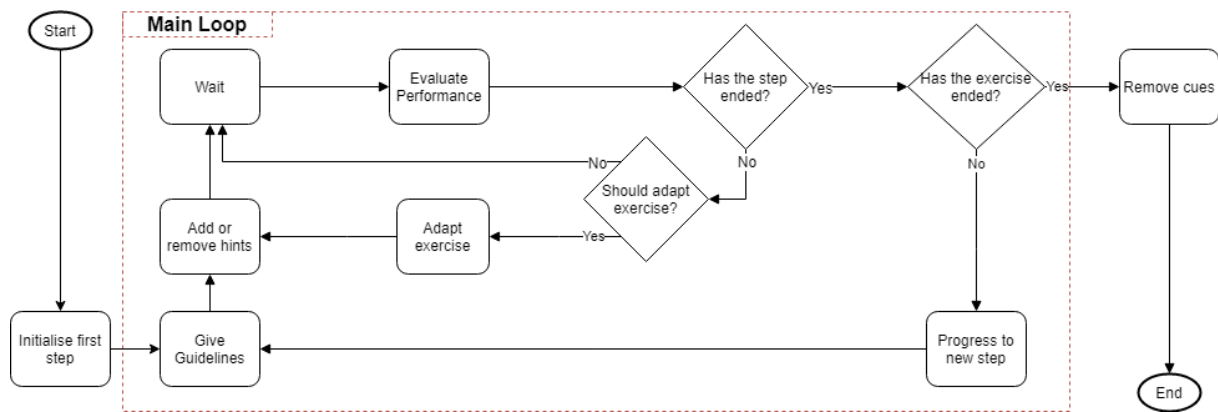 Start
Main Loop
Wait
Evaluate
Performance
Has the step
ended?
Yes
Has the exercise
ended?
Yes
Remove cues
No
No
No
Should adapt
exercise?
Add or
remove hints
Adapt
exercise
Yes
Initialise first
step
Give
Guidelines
Progress to
new step
End